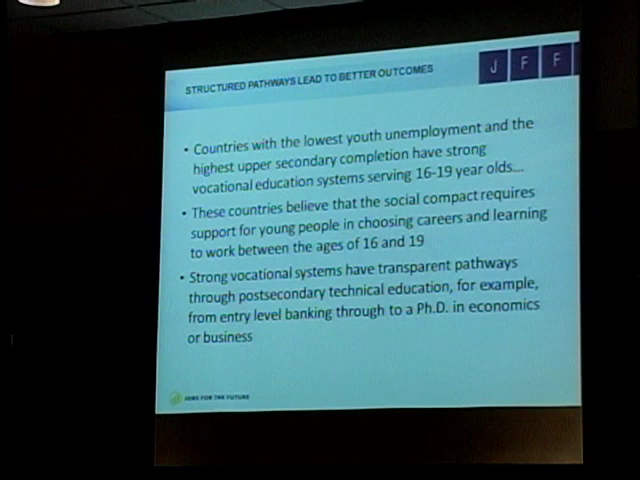 STRUCTURED PATHWAYS LEAD TO BETTER OUTCOMES
J F F
• Countries with the lowest youth unemployment and the
highest upper secondary completion have strong
vocational education systems serving 16-19 year olds...
• These countries believe that the social compact requires
support for young people in choosing careers and learning
to work between the ages of 16 and 19
• Strong vocational systems have transparent pathways
through postsecondary technical education, for example,
from entry level banking through to a Ph.D. in economics
or business
JOBS FOR THE FUTURE